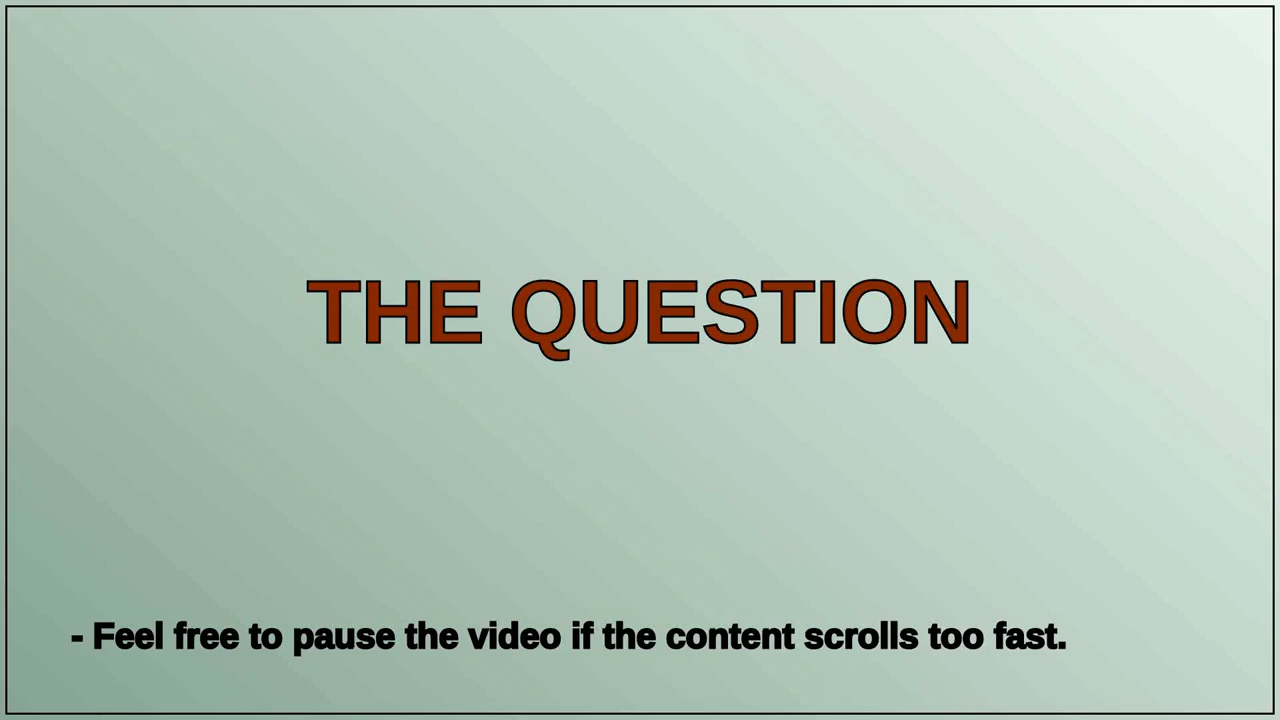 THE QUESTION
- Feel free to pause the video if the content scrolls too fast.